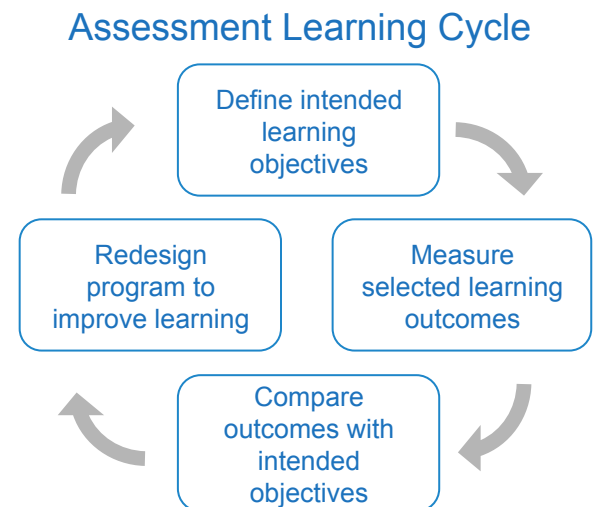 Assessment Learning Cycle
Define intended
learning
objectives
Measure
selected learning
outcomes
Compare
outcomes with
intended
objectives
Redesign
program to
improve learning